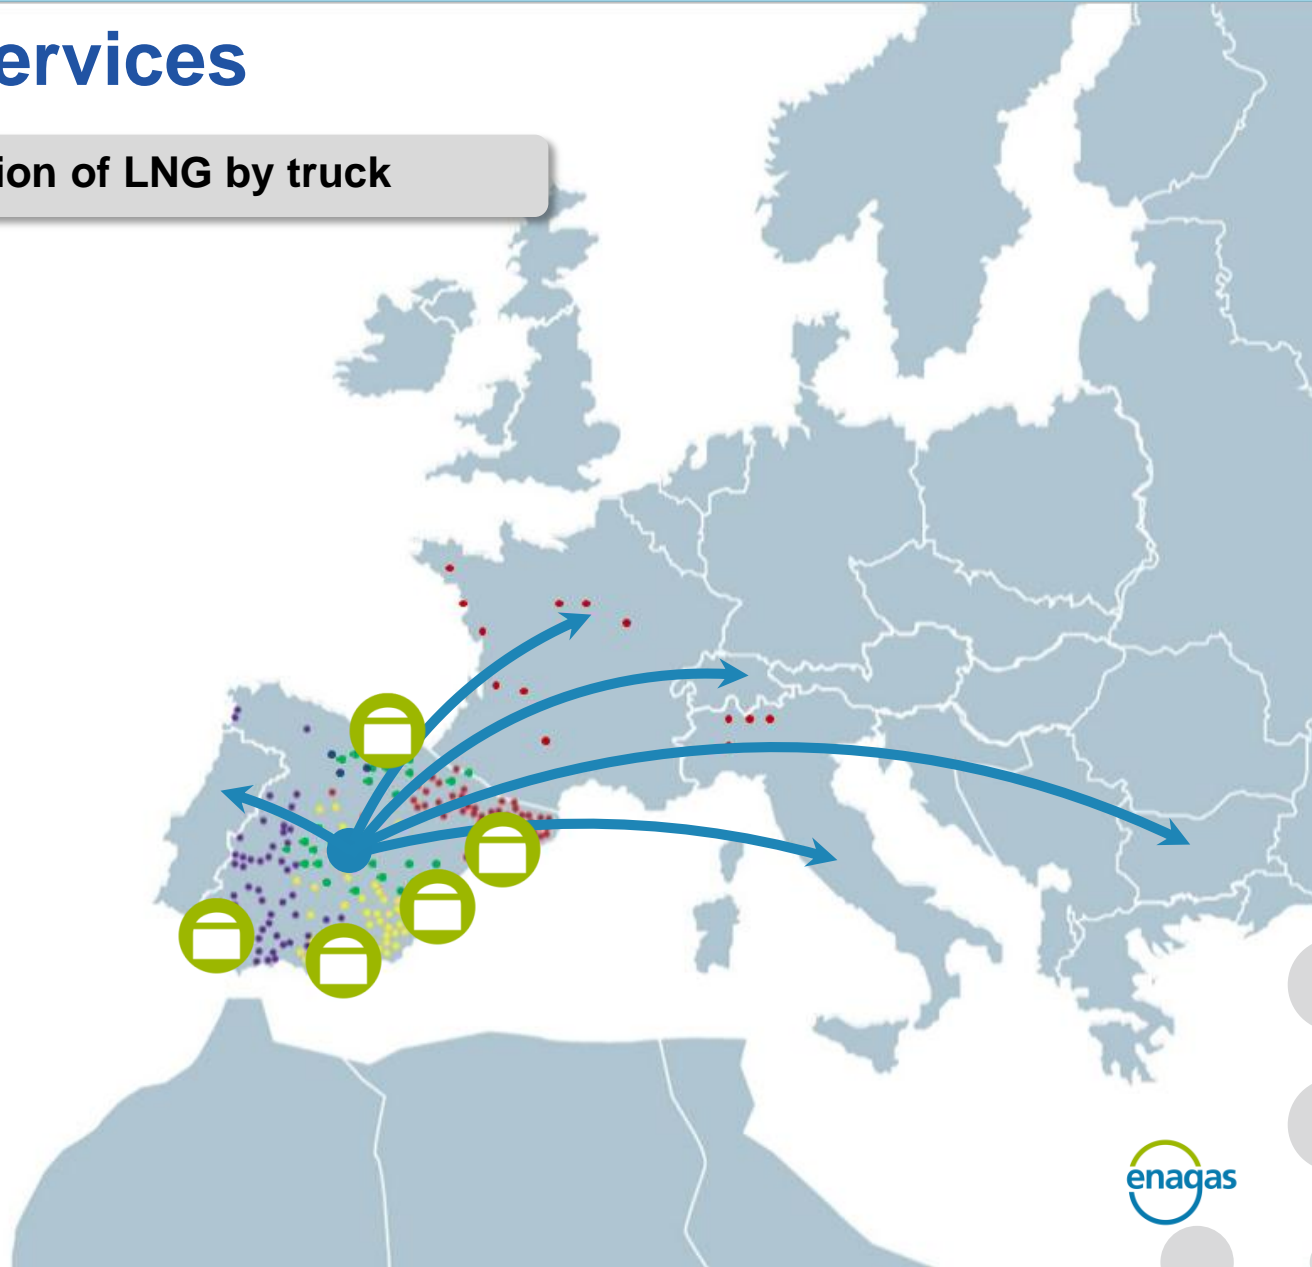 ervices
ion of LNG by truck
enagas